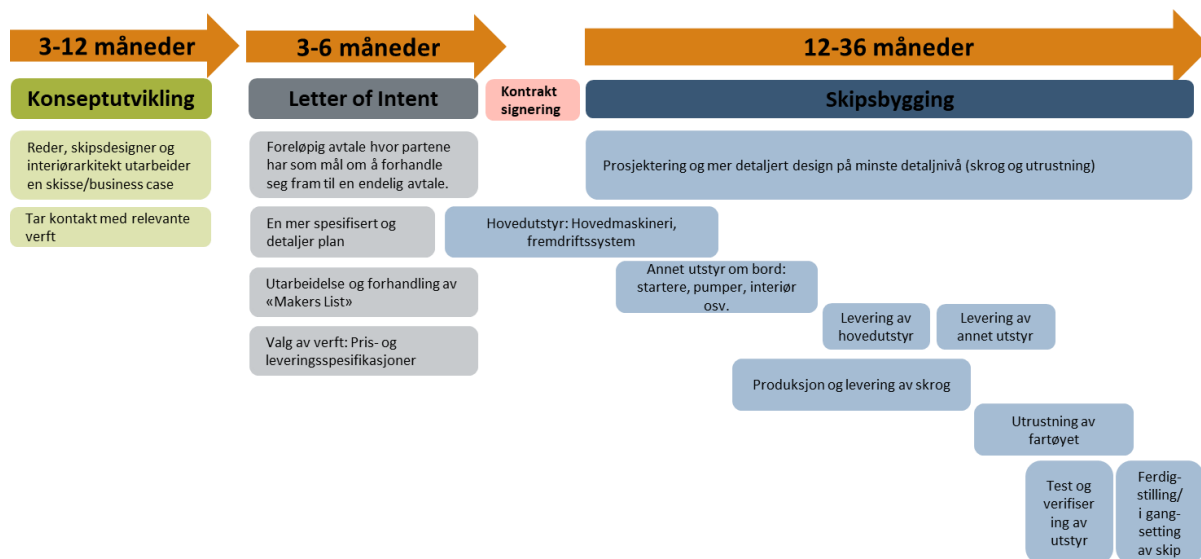 3-12 måneder
3-6 måneder
12-36 måneder
Konseptutvikling
Letter of Intent
Kontrakt
signering
Skipsbygging
Reder, skipsdesigner og
interiørarkitekt utarbeider
en skisse/business case
Tar kontakt med relevante
verft
Foreløpig avtale hvor partene
har som mål om å forhandle
seg fram til en endelig avtale.
En mer spesifisert og
detaljer plan
Utarbeidelse og forhandling av
«Makers List»
Valg av verft: Pris- og
leveringsspesifikasjoner
Prosjektering og mer detaljert design på minste detaljnivå (skrog og utrustning)
Hovedutstyr: Hovedmaskineri,
fremdriftssystem
Annet utstyr om bord:
startere, pumper, interiør
osv.
Levering av
hovedutstyr
Levering av
annet utstyr
Produksjon og levering av skrog
Utrustning av
fartøyet
Test og
verifiser
ing av
utstyr
Ferdig-
stilling/
i gang-
setting
av skip